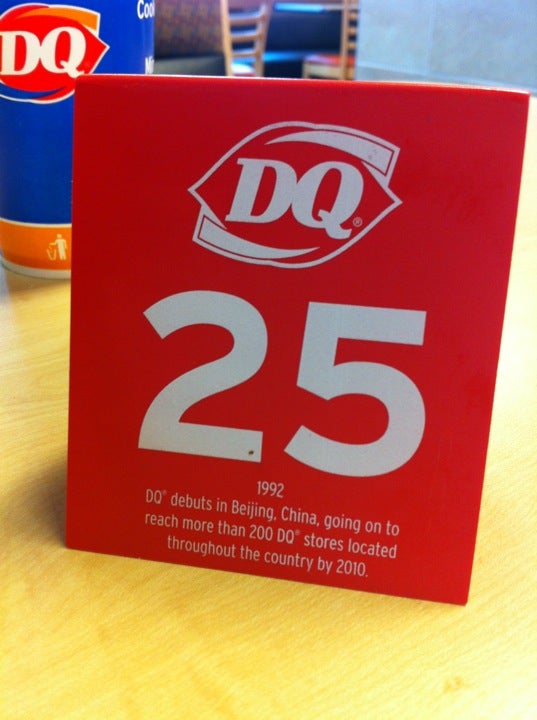 DQ
Coo
DQ®
25
1992
DQ® debuts in Beijing, China, going on to
reach more than 200 DQ® stores located
throughout the country by 2010.